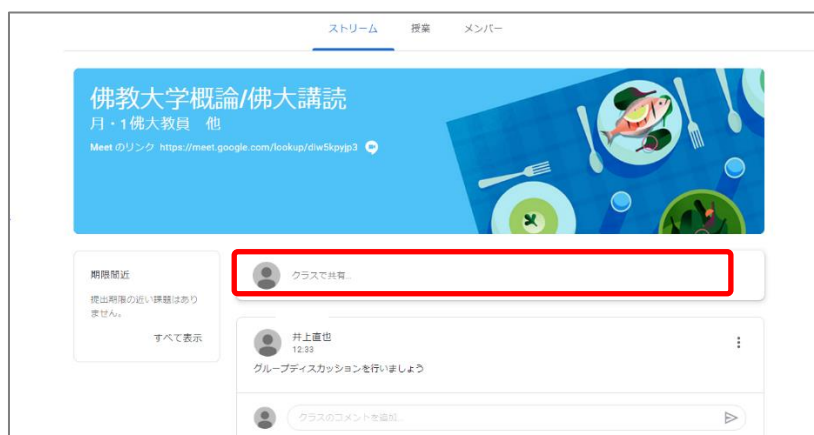 ストリーム 授業 メンバー
佛教大学概論/佛大講読
月・1佛大教員 他
Meet のリンク https://meet.google.com/lookup/dlw5kpyjp3
期限間近
提出期限の近い課題はあり
ません。
すべて表示
クラスで共有...
井上直也
12:33
グループディスカッションを行いましょう
クラスのコメントを追加...